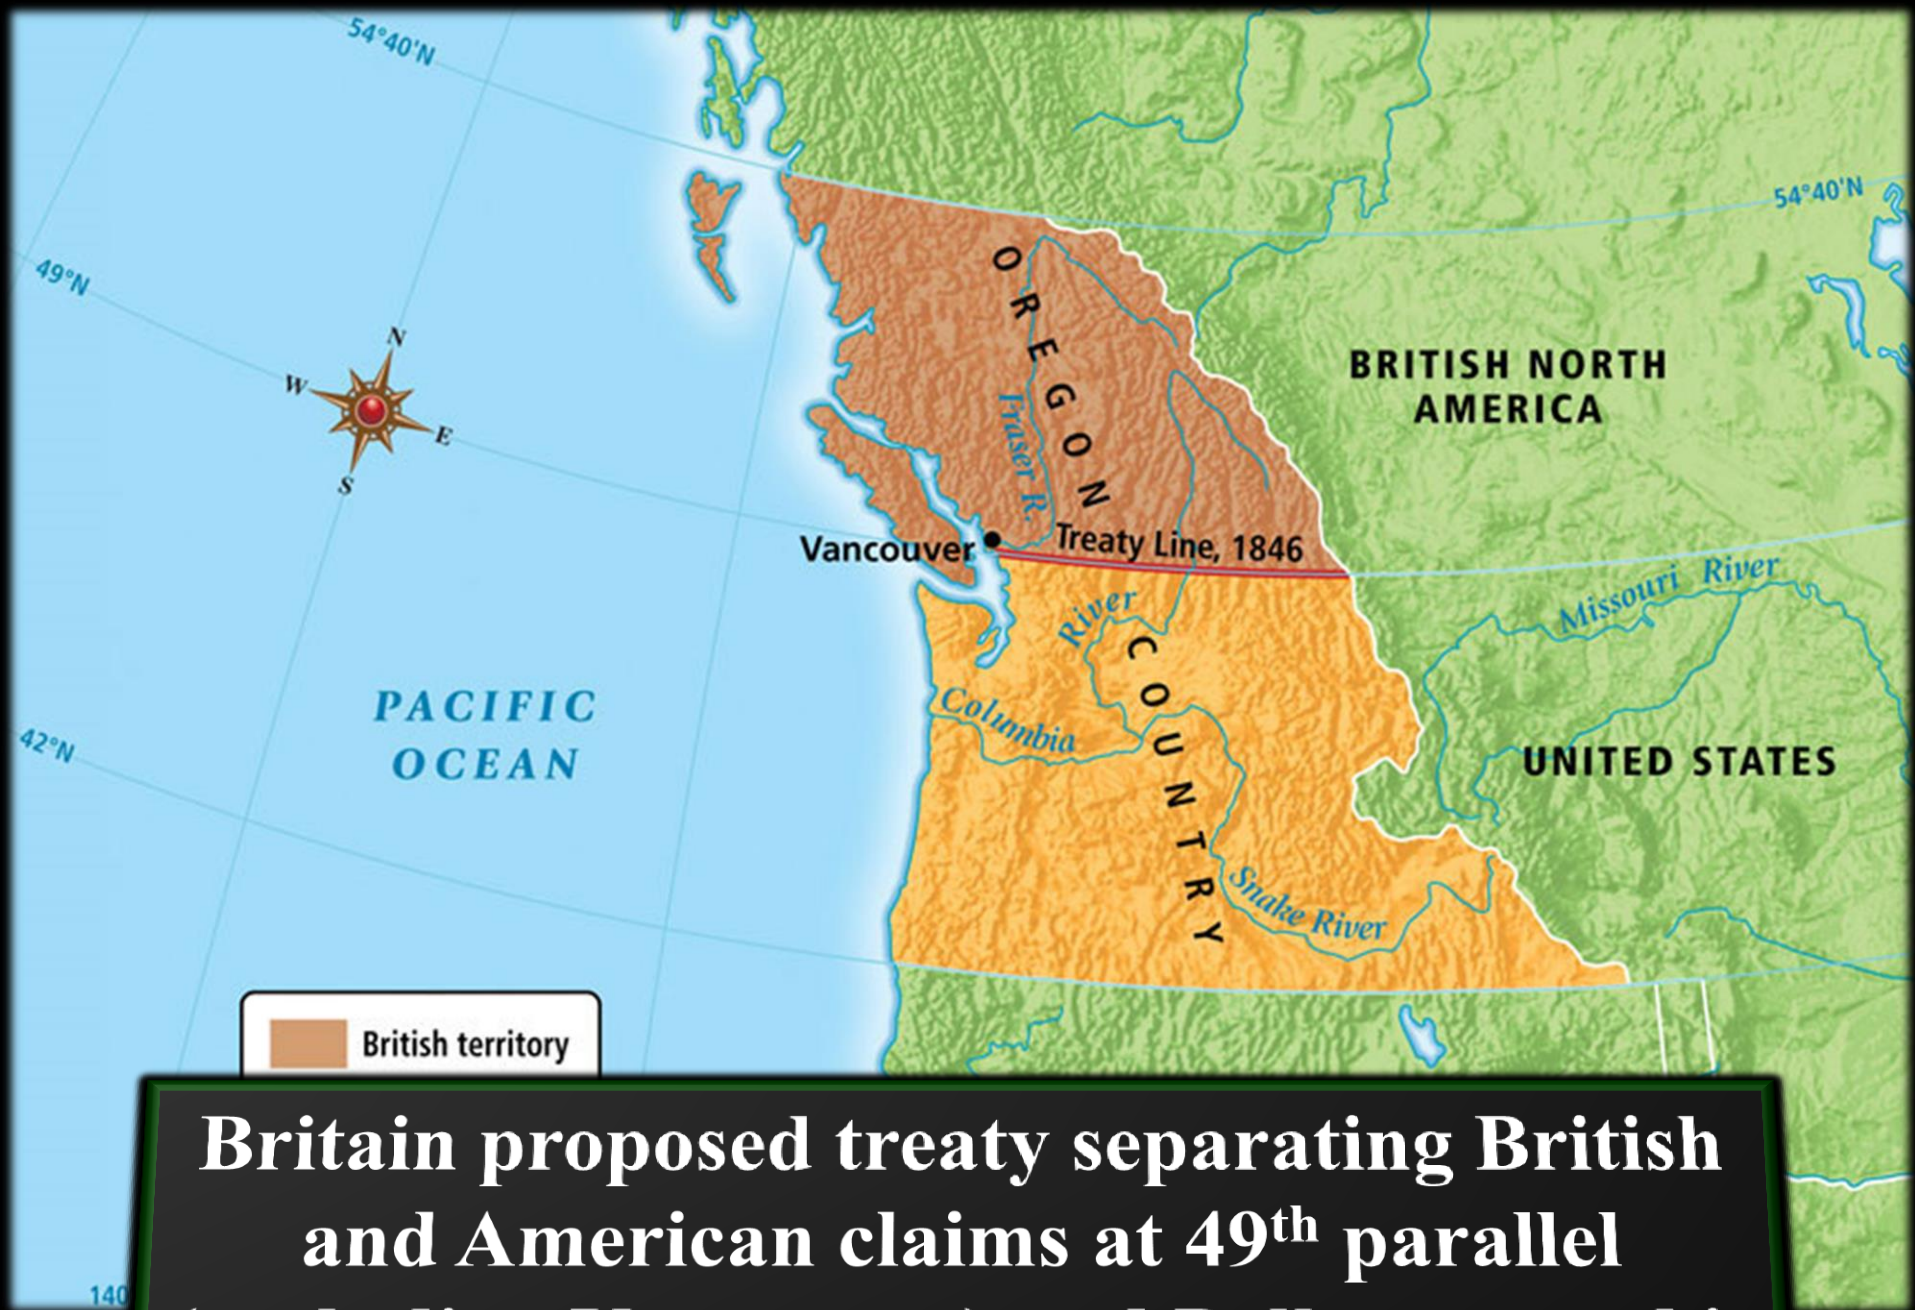 54°40'N
54°40'N
49°N
N
W
E
S
OREGON
Fraser R.
BRITISH NORTH
AMERICA
Vancouver
Treaty Line, 1846
Missouri River
River
COUNTRY
Columbia
PACIFIC
OCEAN
42°N
UNITED STATES
Snake River
British territory
Britain proposed treaty separating British
and American claims at 49th parallel
140